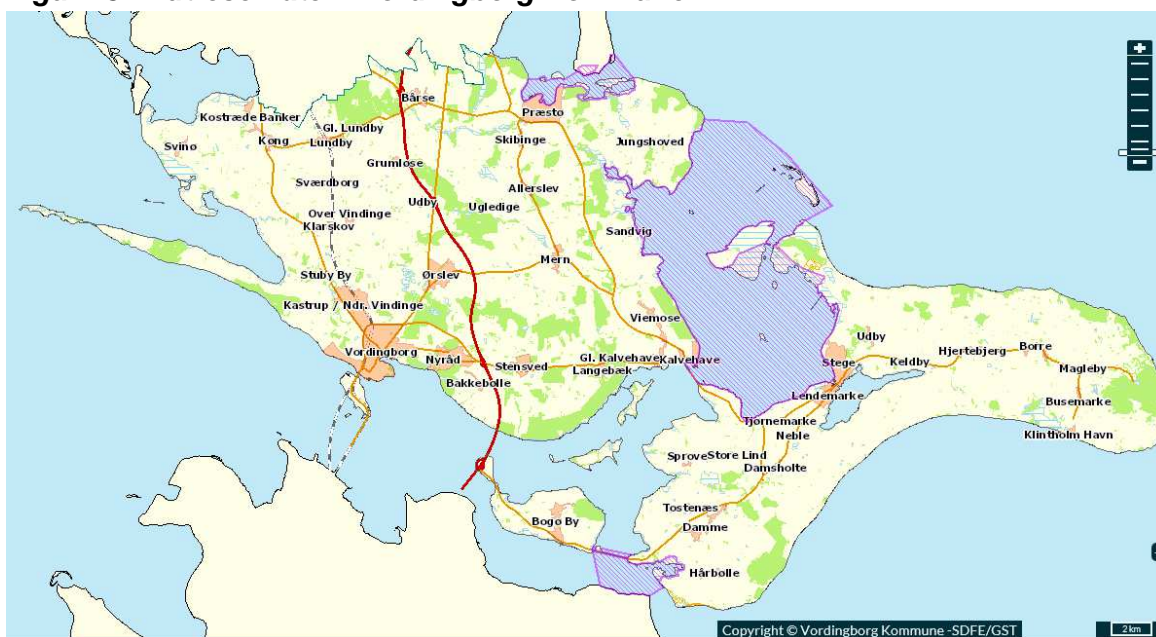 Bårse
Præstø
Kostræde Banker
Gl. Lundby
Køng
Lundby
Skibinge
Jungshoved
Svinø
Grumløse
Sværdborg
Allerslev
Udby
Ugledige
Over Vindinge
Klarskov
Sandvig
Mern
Stuby By
Ørslev
Kastrup / Ndr. Vindinge
Viemose
Udby
Vordingborg
Nyråd
Stensved
Gl. Kalvehave
Kalvehave
Langebæk
Bakkebølle
Stege
Keldby
Hjertebjerg
Borre
Magleby
Lendemarke
Busemarke
Tjørnemarke
Neble
Klintholm Havn
Sprove
Store Lind
Damsholte
Tostenæs
Damme
Bogø By
Hårbølle
Copyright © Vordingborg Kommune -SDFE/GST
2 km